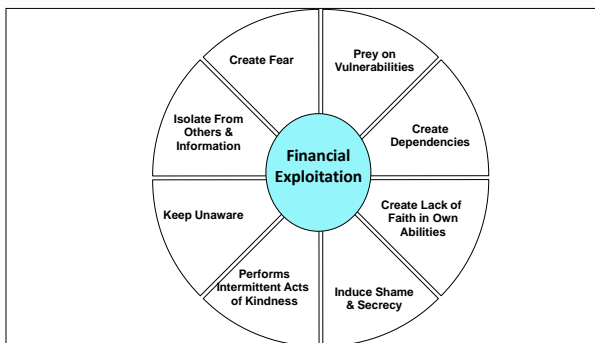 Create Fear
Prey on
Vulnerabilities
Create
Dependencies
Create Lack of
Faith in Own
Abilities
Induce Shame
& Secrecy
Performs
Intermittent Acts
of Kindness
Keep Unaware
Isolate From
Others &
Information
Financial
Exploitation